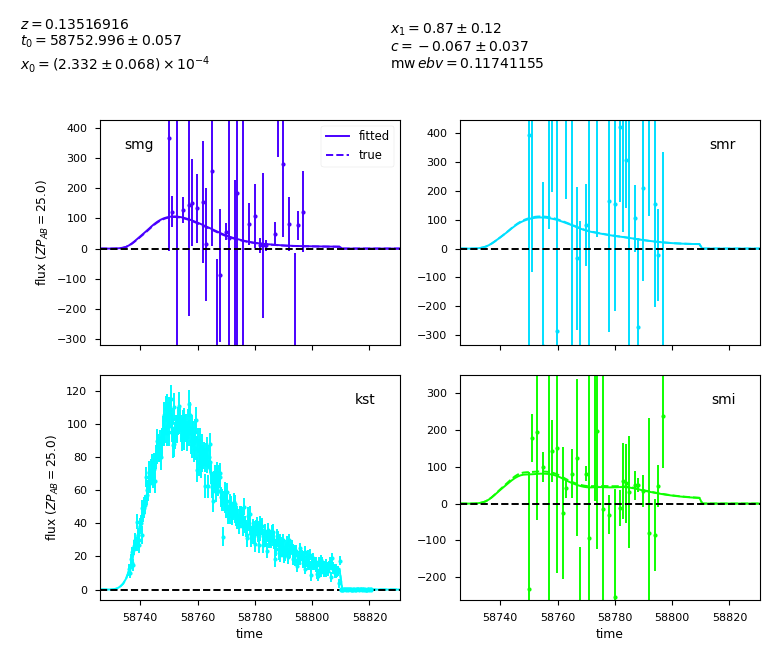 z = 0.13516916
t₀ = 58752.996 ± 0.057
x₀ = (2.332 ± 0.068) × 10⁻⁴
x₁ = 0.87 ± 0.12
c = −0.067 ± 0.037
mw ebv = 0.11741155
smg
fitted
true
400
300
200
100
0
−100
−200
−300
flux (ZP_AB = 25.0)
smr
400
300
200
100
0
−100
−200
−300
kst
120
100
80
60
40
20
0
flux (ZP_AB = 25.0)
58740 58760 58780 58800 58820
time
smi
300
200
100
0
−100
−200
58740 58760 58780 58800 58820
time